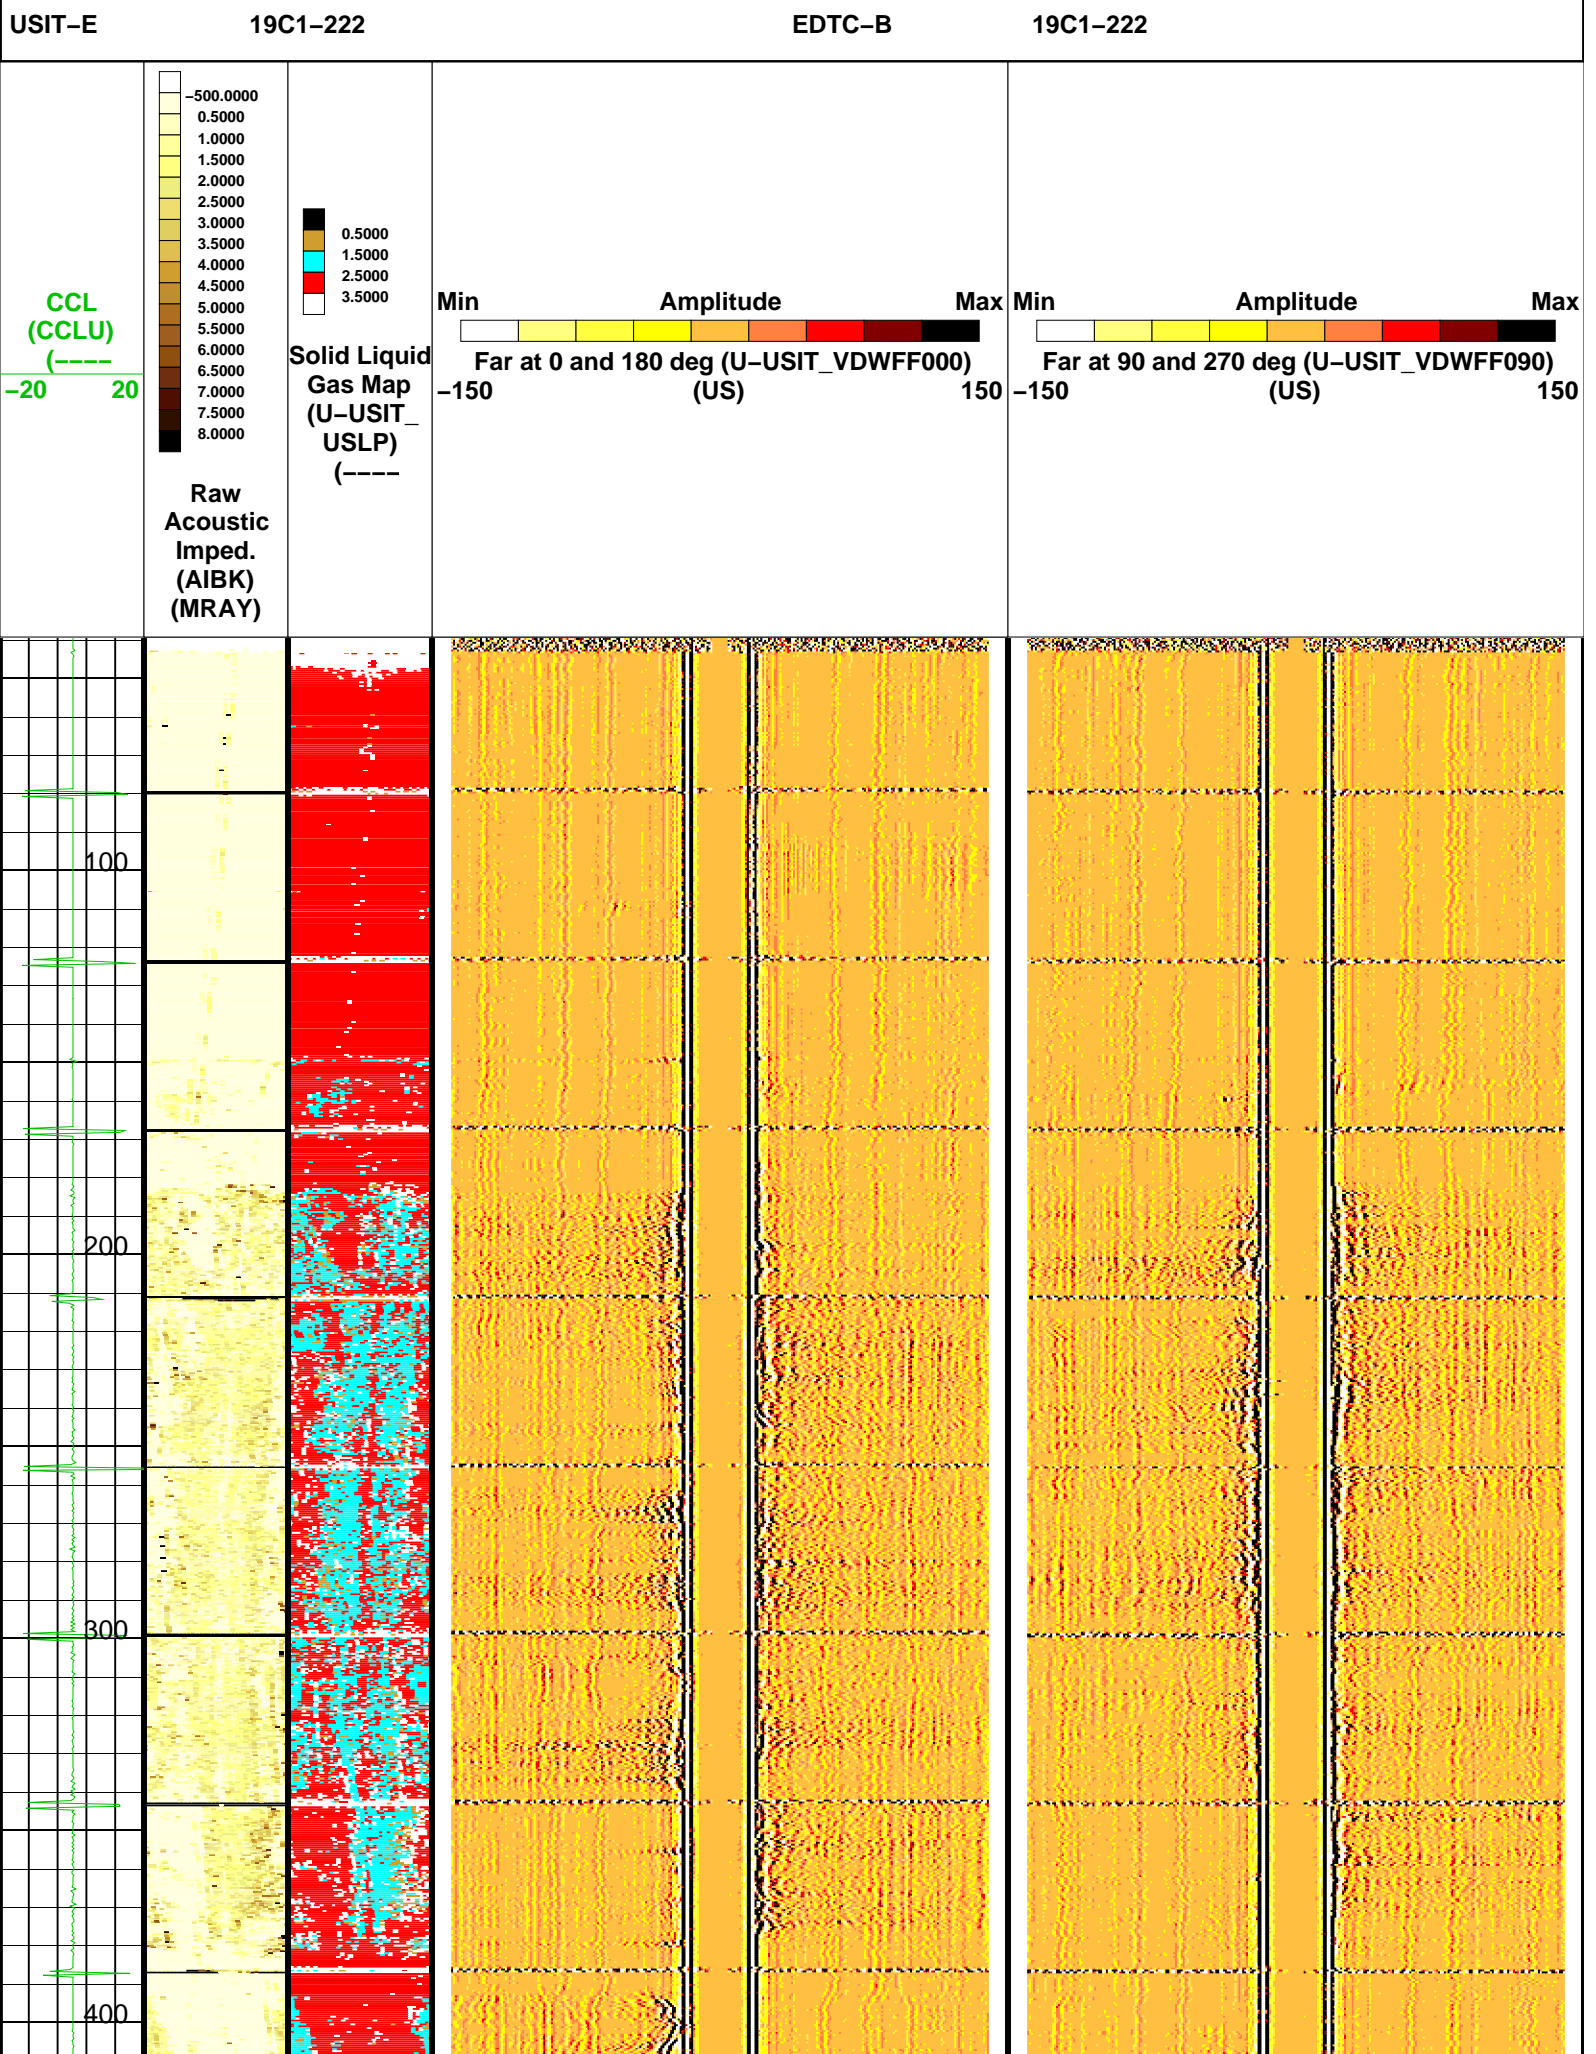 USIT–E 19C1–222 EDTC–B 19C1–222
–500.0000
0.5000
1.0000
1.5000
2.0000
2.5000
3.0000
3.5000
4.0000
4.5000
5.0000
5.5000
6.0000
6.5000
7.0000
7.5000
8.0000
Raw
Acoustic
Imped.
(AIBK)
(MRAY)
CCL
(CCLU)
(––––
–20 20
0.5000
1.5000
2.5000
3.5000
Solid Liquid
Gas Map
(U–USIT_
USLP)
(––––
Min Amplitude Max
Far at 0 and 180 deg (U–USIT_VDWFF000)
–150 (US) 150
Min Amplitude Max
Far at 90 and 270 deg (U–USIT_VDWFF090)
–150 (US) 150
100
200
300
400